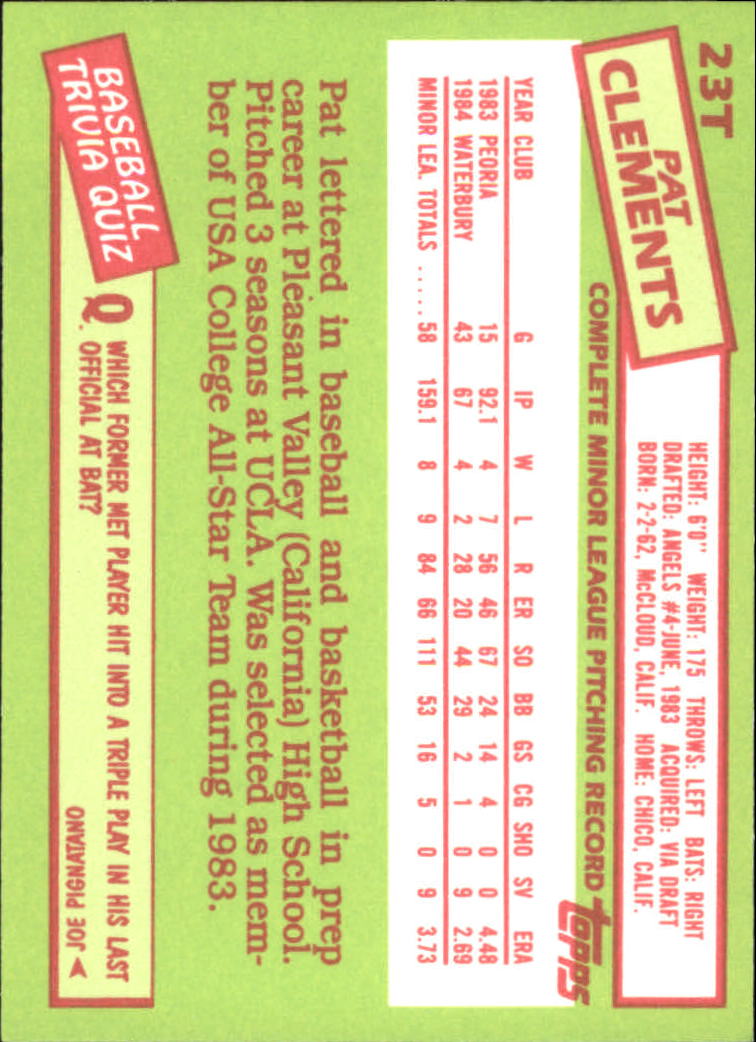 23T
PAT
CLEMENTS
HEIGHT: 6'0" WEIGHT: 175 THROWS: LEFT BATS: RIGHT
DRAFTED: ANGELS #4-JUNE, 1983 ACQUIRED: VIA DRAFT
BORN: 2-2-62, McCLOUD, CALIF. HOME: CHICO, CALIF.
COMPLETE MINOR LEAGUE PITCHING RECORD topps
YEAR CLUB G IP W L R ER SO BB GS CG SHO SV ERA
1983 PEORIA 15 92.1 4 7 56 46 67 24 14 4 0 0 4.48
1984 WATERBURY 43 67 4 2 28 20 44 29 2 1 0 9 2.69
MINOR LEA. TOTALS ..... 58 159.1 8 9 84 66 111 53 16 5 0 9 3.73
Pat lettered in baseball and basketball in prep
career at Pleasant Valley (California) High School.
Pitched 3 seasons at UCLA. Was selected as mem-
ber of USA College All-Star Team during 1983.
BASEBALL
TRIVIA QUIZ
Q. WHICH FORMER MET PLAYER HIT INTO A TRIPLE PLAY IN HIS LAST
OFFICIAL AT BAT?
JOE PIGNATANO